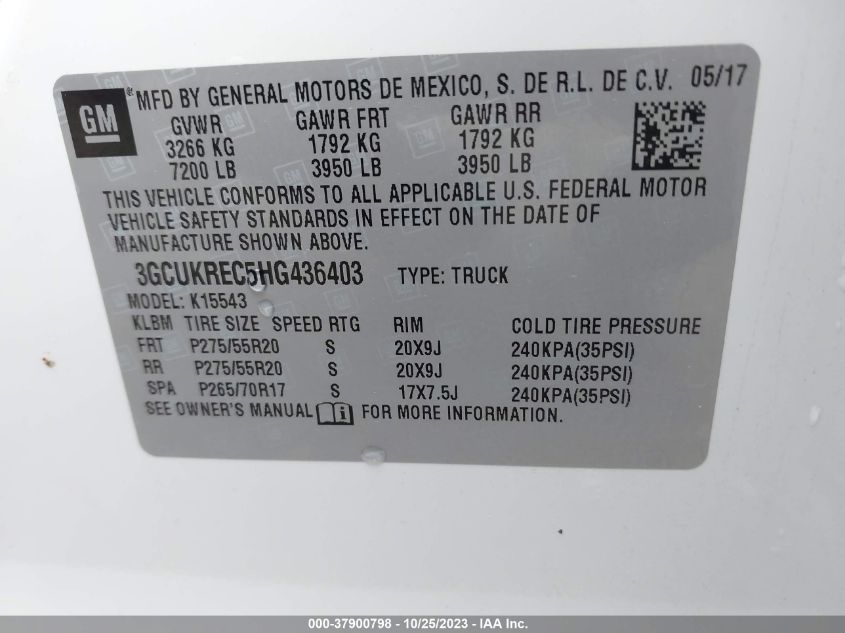 GM
® MFD BY GENERAL MOTORS DE MEXICO, S. DE R.L. DE C.V. 05/17
GVWR GAWR FRT GAWR RR
3266 KG 1792 KG 1792 KG
7200 LB 3950 LB 3950 LB
THIS VEHICLE CONFORMS TO ALL APPLICABLE U.S. FEDERAL MOTOR
VEHICLE SAFETY STANDARDS IN EFFECT ON THE DATE OF
MANUFACTURE SHOWN ABOVE.
3GCUKREC5HG436403 TYPE: TRUCK
MODEL: K15543
KLBM TIRE SIZE SPEED RTG RIM COLD TIRE PRESSURE
FRT P275/55R20 S 20X9J 240KPA(35PSI)
RR P275/55R20 S 20X9J 240KPA(35PSI)
SPA P265/70R17 S 17X7.5J 240KPA(35PSI)
SEE OWNER'S MANUAL i FOR MORE INFORMATION.
000-37900798 - 10/25/2023 - IAA Inc.